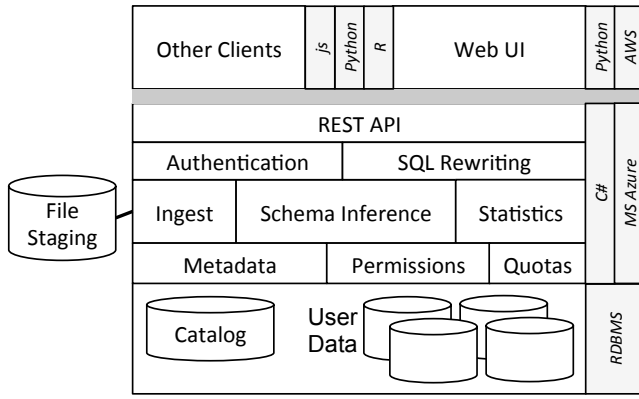 Other Clients
js
Python
R
Web UI
Python
AWS
REST API
Authentication
SQL Rewriting
C#
MS Azure
File
Staging
Ingest
Schema Inference
Statistics
Metadata
Permissions
Quotas
Catalog
User
Data
RDBMS